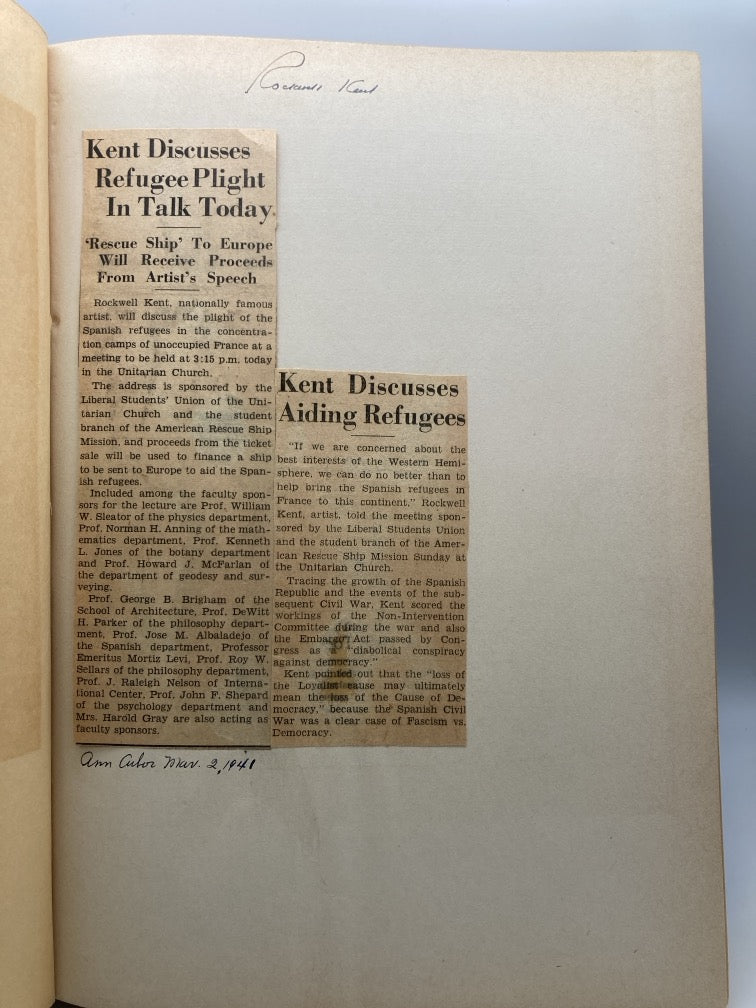 Rockwell Kent
Kent Discusses
Refugee Plight
In Talk Today
'Rescue Ship' To Europe
Will Receive Proceeds
From Artist's Speech
Rockwell Kent, nationally famous
artist, will discuss the plight of the
Spanish refugees in the concentra-
tion camps of unoccupied France at a
meeting to be held at 3:15 p.m. today
in the Unitarian Church.
The address is sponsored by the
Liberal Students' Union of the Uni-
tarian Church and the student
branch of the American Rescue Ship
Mission, and proceeds from the ticket
sale will be used to finance a ship
to be sent to Europe to aid the Span-
ish refugees.
Included among the faculty spon-
sors for the lecture are Prof. William
W. Sleator of the physics department,
Prof. Norman H. Anning of the math-
ematics department, Prof. Kenneth
L. Jones of the botany department
and Prof. Howard J. McFarlan of
the department of geodesy and sur-
veying.
Prof. George B. Brigham of the
School of Architecture, Prof. DeWitt
H. Parker of the philosophy depart-
ment, Prof. Jose M. Albaladejo of
the Spanish department, Professor
Emeritus Mortiz Levi, Prof. Roy W.
Sellars of the philosophy department,
Prof. J. Raleigh Nelson of Interna-
tional Center, Prof. John F. Shepard
of the psychology department and
Mrs. Harold Gray are also acting as
faculty sponsors.
Ann Arbor Mar. 2, 1941
Kent Discusses
Aiding Refugees
"If we are concerned about the
best interests of the Western Hemi-
sphere, we can do no better than to
help bring the Spanish refugees in
France to this continent," Rockwell
Kent, artist, told the meeting spon-
sored by the Liberal Students Union
and the student branch of the Amer-
ican Rescue Ship Mission Sunday at
the Unitarian Church.
Tracing the growth of the Spanish
Republic and the events of the sub-
sequent Civil War, Kent scored the
workings of the Non-Intervention
Committee during the war and also
the Embargo Act passed by Con-
gress as a "diabolical conspiracy
against democracy."
Kent pointed out that the "loss of
the Loyalist cause may ultimately
mean the loss of the Cause of De-
mocracy," because the Spanish Civil
War was a clear case of Fascism vs.
Democracy.